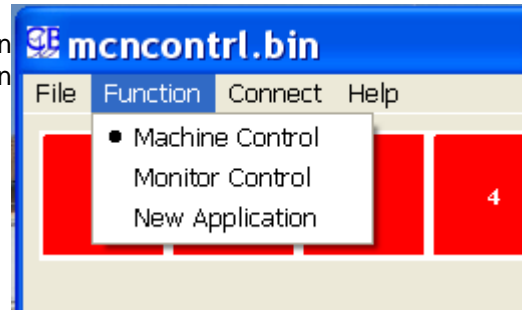 n
n
mcncontrl.bin
File Function Connect Help
Machine Control
Monitor Control
New Application
4